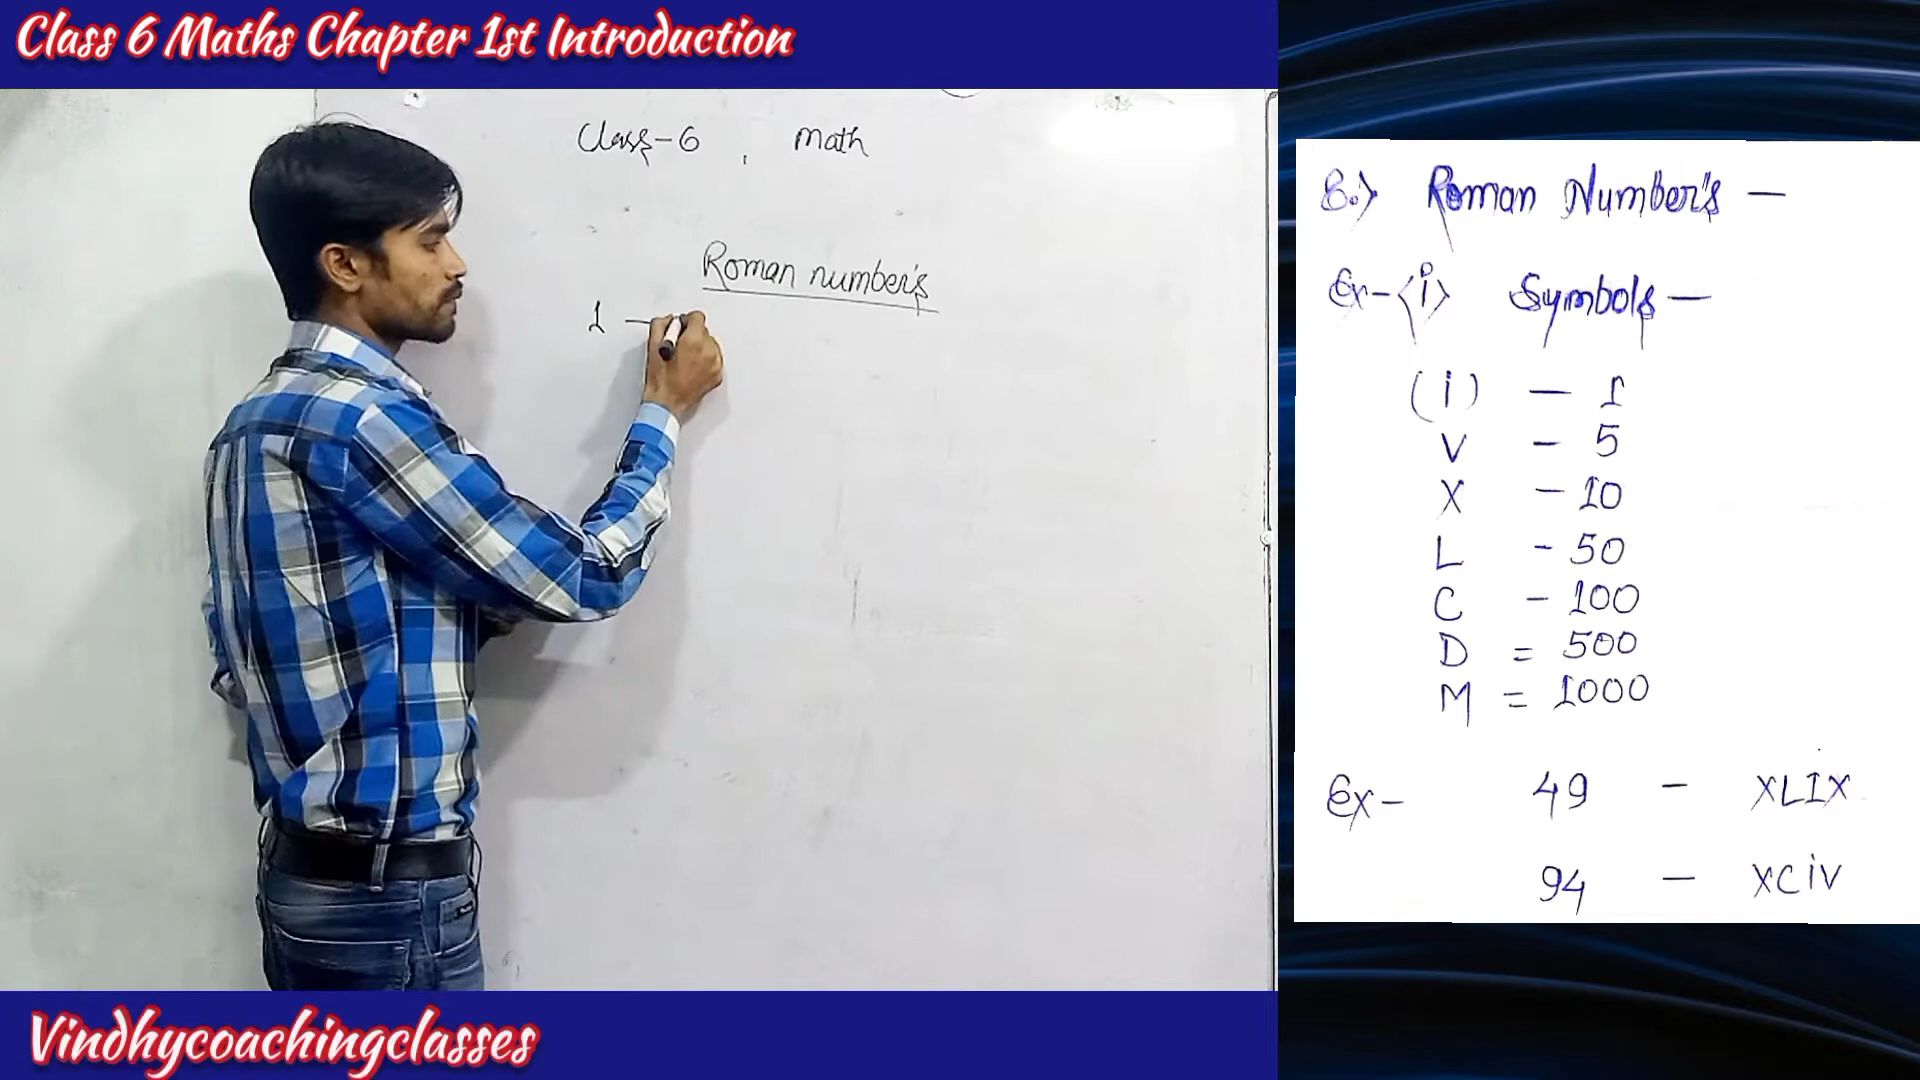 Class 6 Maths Chapter 1st Introduction
Class-6 , Math
Roman number's
1 —
Vindhycoachingclasses
8.> Roman Number's —
Ex-<i> Symbols —
(i) — 1
V — 5
X — 10
L - 50
C - 100
D = 500
M = 1000
Ex- 49 — XLIX
94 — XCiV